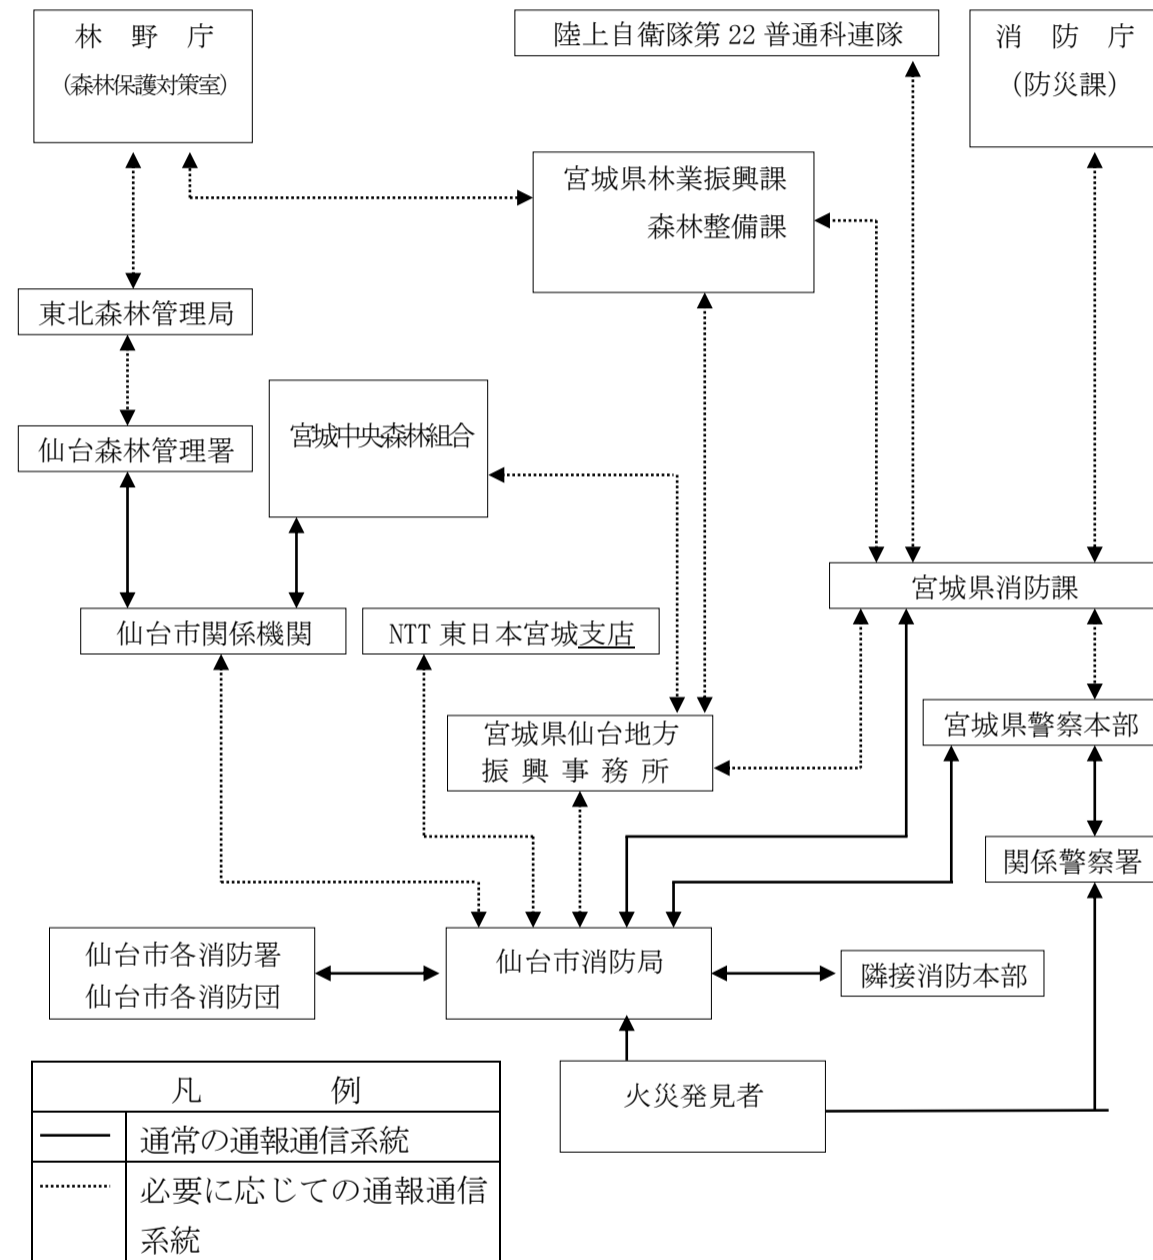 林　野　庁
（森林保護対策室）
陸上自衛隊第 22 普通科連隊
消　防　庁
（防災課）
宮城県林業振興課
森林整備課
東北森林管理局
仙台森林管理署
宮城中央森林組合
宮城県消防課
仙台市関係機関
NTT 東日本宮城支店
宮城県警察本部
宮城県仙台地方
振 興 事 務 所
関係警察署
仙台市各消防署
仙台市各消防団
仙台市消防局
隣接消防本部
火災発見者
凡　　　　例
通常の通報通信系統
必要に応じての通報通信
系統